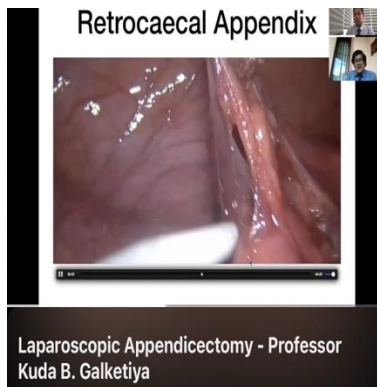 Retrocaecal Appendix
Laparoscopic Appendicectomy - Professor
Kuda B. Galketiya